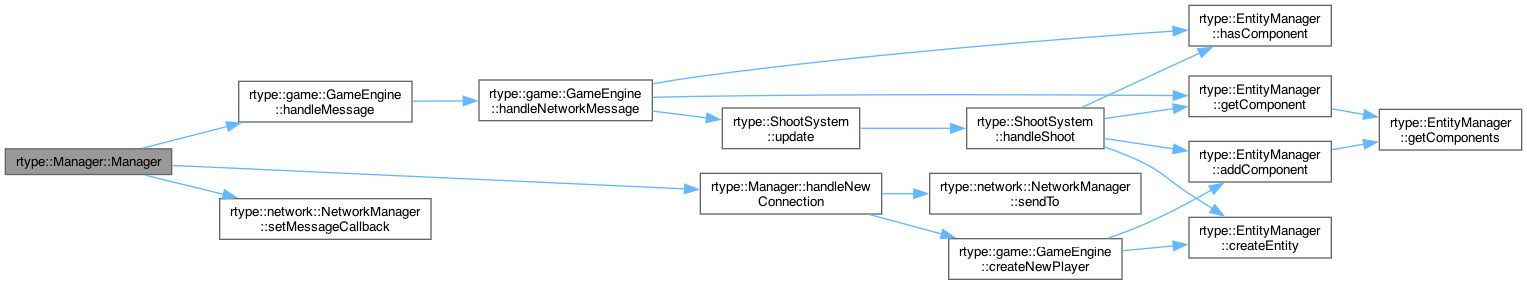 rtype::Manager::Manager
rtype::game::GameEngine
::handleMessage
rtype::network::NetworkManager
::setMessageCallback
rtype::game::GameEngine
::handleNetworkMessage
rtype::ShootSystem
::update
rtype::Manager::handleNew
Connection
rtype::ShootSystem
::handleShoot
rtype::network::NetworkManager
::sendTo
rtype::game::GameEngine
::createNewPlayer
rtype::EntityManager
::hasComponent
rtype::EntityManager
::getComponent
rtype::EntityManager
::addComponent
rtype::EntityManager
::createEntity
rtype::EntityManager
::getComponents